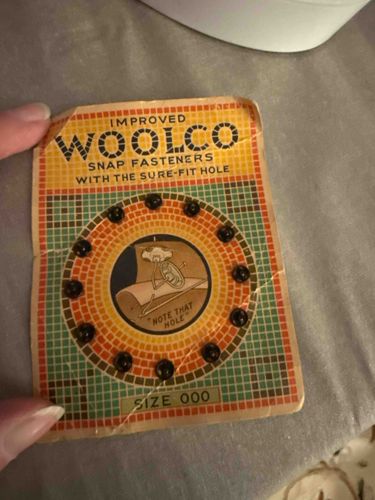 IMPROVED
WOOLCO
SNAP FASTENERS
WITH THE SURE-FIT HOLE
"NOTE THAT
HOLE"
SIZE 000